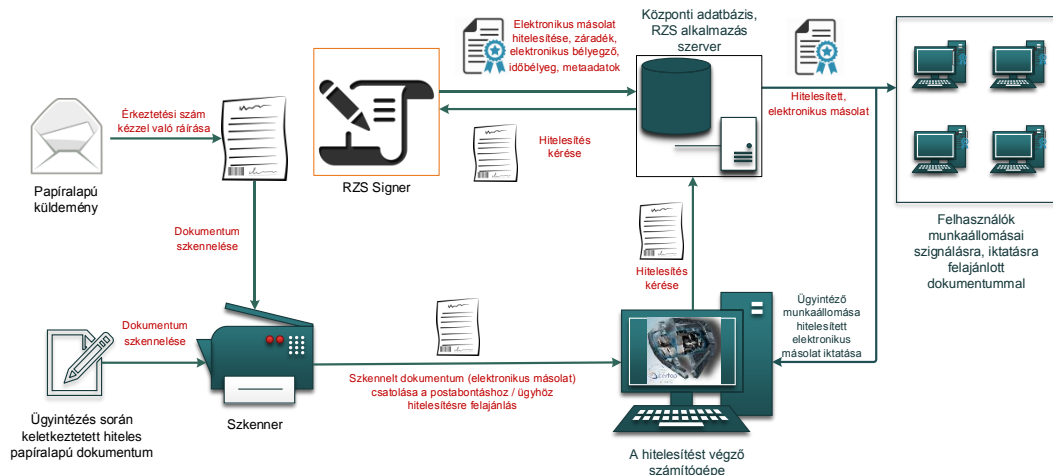 Elektronikus másolat
hitelesítése, záradék,
elektronikus bélyegző,
időbélyeg, metaadatok
Központi adatbázis,
RZS alkalmazás
szerver
Érkeztetési szám
kézzel való ráírása
Hitelesítés
kérése
Hitelesített,
elektronikus másolat
Papíralapú
küldemény
RZS Signer
Dokumentum
szkennelése
Hitelesítés
kérése
Felhasználók
munkaállomásai
szignálásra, iktatásra
felajánlott
dokumentummal
Dokumentum
szkennelése
Ügyintéző
munkaállomása
hitelesített
elektronikus
másolat iktatása
Szkennelt dokumentum (elektronikus másolat)
csatolása a postabontáshoz / ügyhöz
hitelesítésre felajánlás
Ügyintézés során
keletkeztetett hiteles
papíralapú dokumentum
Szkenner
A hitelesítést végző
számítógépe